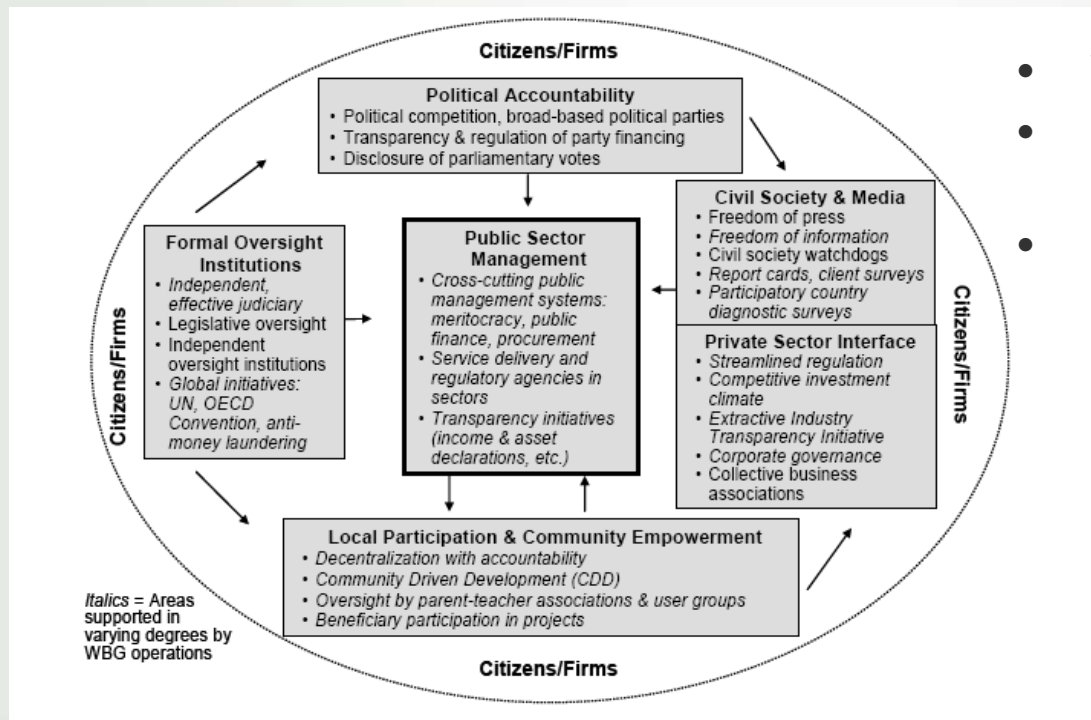 Citizens/Firms
Political Accountability
• Political competition, broad-based political parties
• Transparency & regulation of party financing
• Disclosure of parliamentary votes
Formal Oversight
Institutions
• Independent,
effective judiciary
• Legislative oversight
• Independent
oversight institutions
• Global initiatives:
UN, OECD
Convention, anti-
money laundering
Public Sector
Management
• Cross-cutting public
management systems:
meritocracy, public
finance, procurement
• Service delivery and
regulatory agencies in
sectors
• Transparency initiatives
(income & asset
declarations, etc.)
Civil Society & Media
• Freedom of press
• Freedom of information
• Civil society watchdogs
• Report cards, client surveys
• Participatory country
diagnostic surveys
Private Sector Interface
• Streamlined regulation
• Competitive investment
climate
• Extractive Industry
Transparency Initiative
• Corporate governance
• Collective business
associations
Citizens/Firms
Citizens/Firms
Local Participation & Community Empowerment
• Decentralization with accountability
• Community Driven Development (CDD)
• Oversight by parent-teacher associations & user groups
• Beneficiary participation in projects
Italics = Areas
supported in
varying degrees by
WBG operations
Citizens/Firms